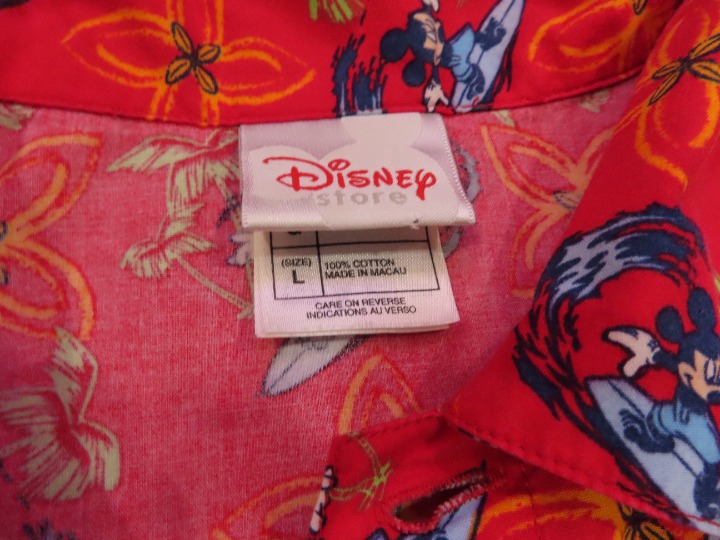 Disney
store
(SIZE)
L
100% COTTON
MADE IN MACAU
CARE ON REVERSE
INDICATIONS AU VERSO